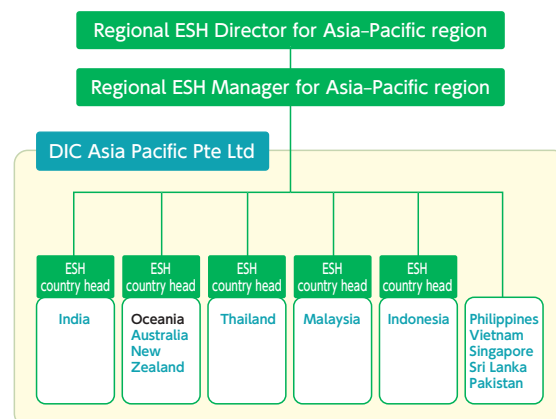 Regional ESH Director for Asia–Pacific region
Regional ESH Manager for Asia–Pacific region
DIC Asia Pacific Pte Ltd
ESH
country head
India
ESH
country head
Oceania
Australia
New
Zealand
ESH
country head
Thailand
ESH
country head
Malaysia
ESH
country head
Indonesia
Philippines
Vietnam
Singapore
Sri Lanka
Pakistan